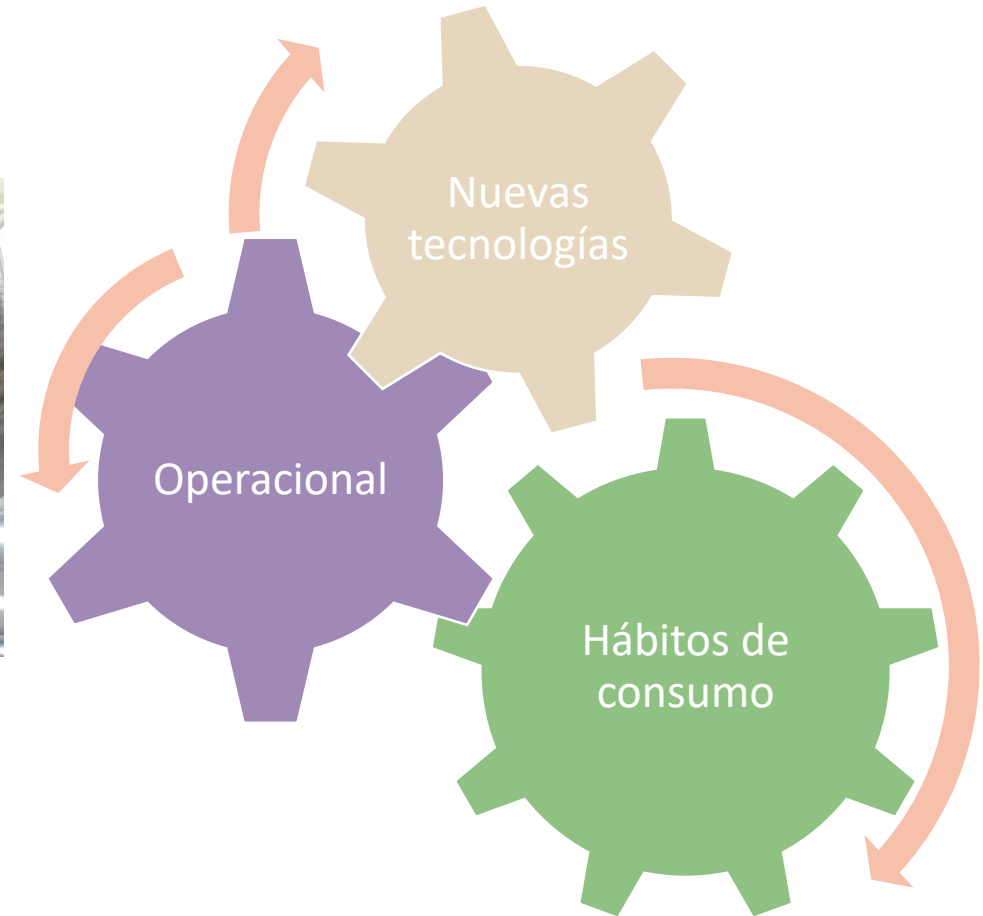 Nuevas
tecnologías
Operacional
Hábitos de
consumo